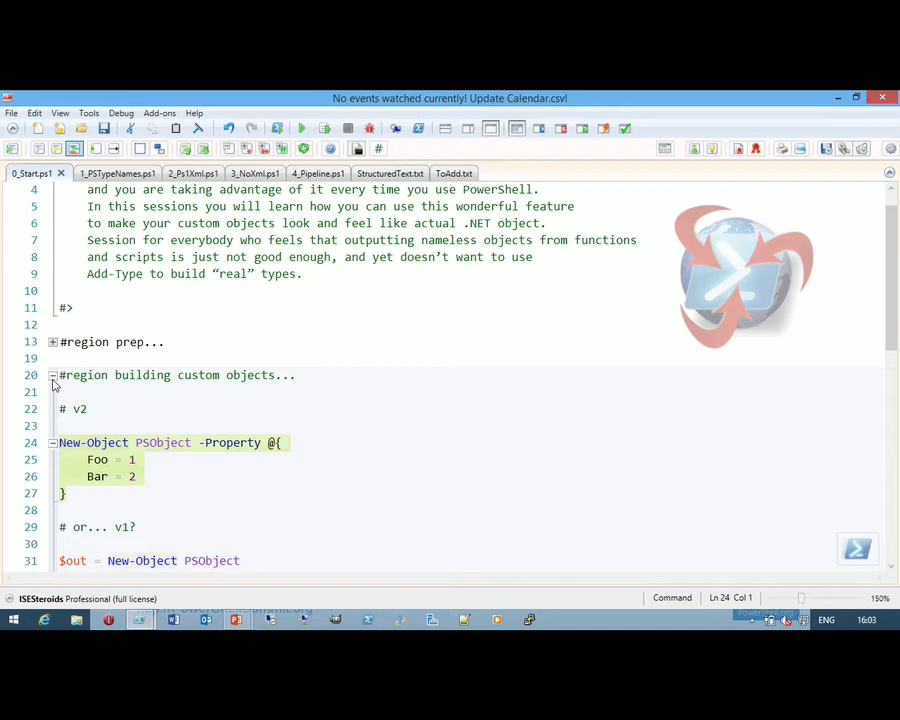 No events watched currently! Update Calendar.csv!
File Edit View Tools Debug Add-ons Help
0_Start.ps1 1_PSTypeNames.ps1 2_Ps1Xml.ps1 3_NoXml.ps1 4_Pipeline.ps1 StructuredText.txt ToAdd.txt
4 and you are taking advantage of it every time you use PowerShell.
5 In this sessions you will learn how you can use this wonderful feature
6 to make your custom objects look and feel like actual .NET object.
7 Session for everybody who feels that outputting nameless objects from functions
8 and scripts is just not good enough, and yet doesn't want to use
9 Add-Type to build “real” types.
10
11 #>
12
13 #region prep...
19
20 #region building custom objects...
21
22 # v2
23
24 New-Object PSObject -Property @{
25 Foo = 1
26 Bar = 2
27 }
28
29 # or... v1?
30
31 $out = New-Object PSObject
ISESteroids Professional (full license) Command Ln 24 Col 1 150%
ENG 16:03